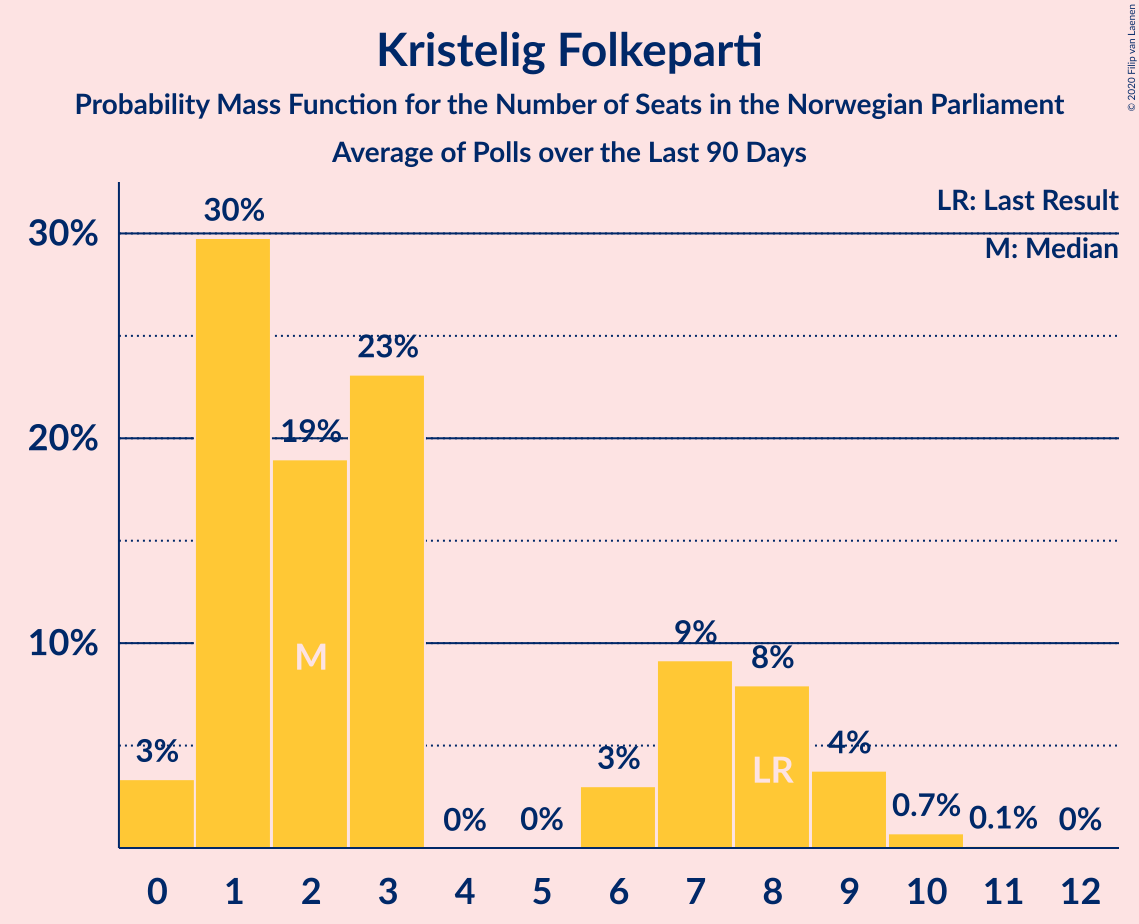 Kristelig Folkeparti
Probability Mass Function for the Number of Seats in the Norwegian Parliament
Average of Polls over the Last 90 Days
© 2020 Filip van Laenen
LR: Last Result
M: Median
30%
20%
10%
3%
30%
19%
23%
0%
0%
3%
9%
8%
4%
0.7%
0.1%
0%
M
LR
0 1 2 3 4 5 6 7 8 9 10 11 12